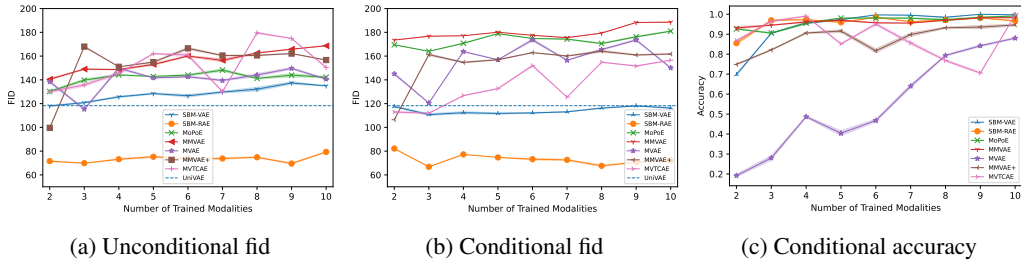 200
180
160
140
120
100
80
60
FID
2 3 4 5 6 7 8 9 10
Number of Trained Modalities
SBM-VAE
SBM-RAE
MoPoE
MMVAE
MVAE
MMVAE+
MVTCAE
UniVAE
(a) Unconditional fid
200
180
160
140
120
100
80
60
FID
2 3 4 5 6 7 8 9 10
Number of Trained Modalities
SBM-VAE
SBM-RAE
MoPoE
MMVAE
MVAE
MMVAE+
MVTCAE
UniVAE
(b) Conditional fid
1.0
0.9
0.8
0.7
0.6
0.5
0.4
0.3
0.2
Accuracy
2 3 4 5 6 7 8 9 10
Number of Trained Modalities
SBM-VAE
SBM-RAE
MoPoE
MMVAE
MVAE
MMVAE+
MVTCAE
(c) Conditional accuracy